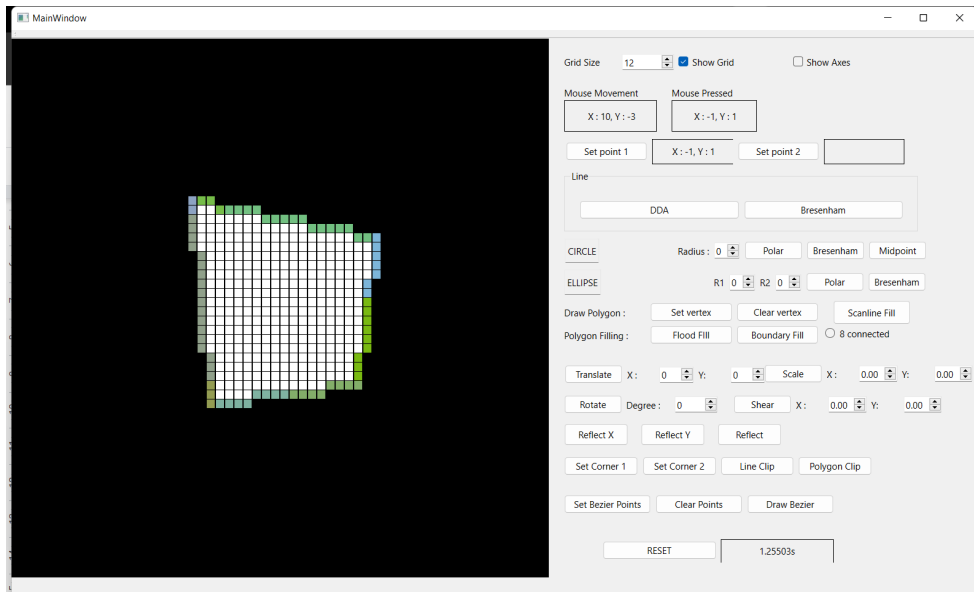 MainWindow
Grid Size 12 Show Grid Show Axes
Mouse Movement Mouse Pressed
X : 10, Y : -3 X : -1, Y : 1
Set point 1 X : -1, Y : 1 Set point 2
Line
DDA Bresenham
CIRCLE Radius : 0 Polar Bresenham Midpoint
ELLIPSE R1 0 R2 0 Polar Bresenham
Draw Polygon : Set vertex Clear vertex Scanline Fill
Polygon Filling : Flood FIll Boundary Fill 8 connected
Translate X : 0 Y: 0 Scale X : 0.00 Y: 0.00
Rotate Degree : 0 Shear X : 0.00 Y: 0.00
Reflect X Reflect Y Reflect
Set Corner 1 Set Corner 2 Line Clip Polygon Clip
Set Bezier Points Clear Points Draw Bezier
RESET 1.25503s